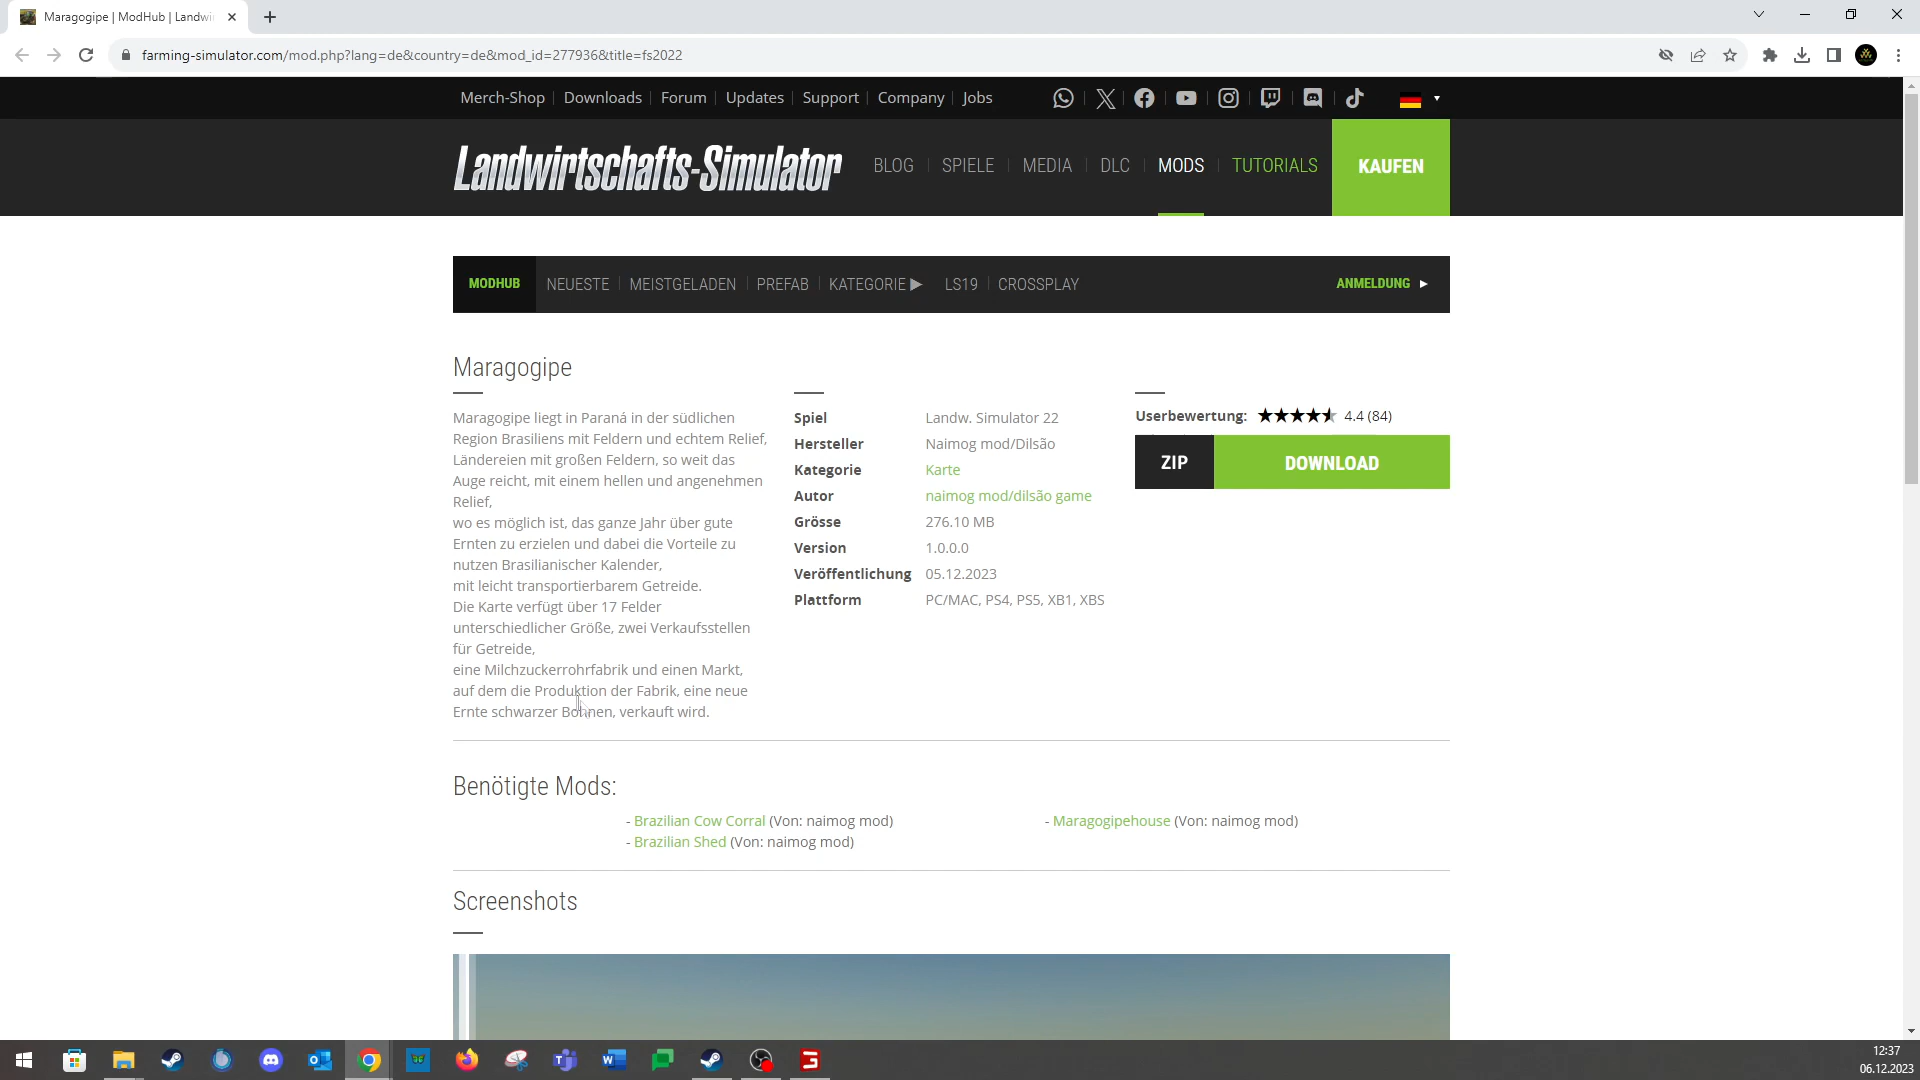 Maragogipe | ModHub | Landwi
farming-simulator.com/mod.php?lang=de&country=de&mod_id=277936&title=fs2022
Merch-Shop Downloads Forum Updates Support Company Jobs
Landwirtschafts-Simulator BLOG SPIELE MEDIA DLC MODS TUTORIALS KAUFEN
MODHUB NEUESTE MEISTGELADEN PREFAB KATEGORIE LS19 CROSSPLAY ANMELDUNG
Maragogipe
Maragogipe liegt in Paraná in der südlichen
Region Brasiliens mit Feldern und echtem Relief,
Ländereien mit großen Feldern, so weit das
Auge reicht, mit einem hellen und angenehmen
Relief,
wo es möglich ist, das ganze Jahr über gute
Ernten zu erzielen und dabei die Vorteile zu
nutzen Brasilianischer Kalender,
mit leicht transportierbarem Getreide.
Die Karte verfügt über 17 Felder
unterschiedlicher Größe, zwei Verkaufsstellen
für Getreide,
eine Milchzuckerrohrfabrik und einen Markt,
auf dem die Produktion der Fabrik, eine neue
Ernte schwarzer Bohnen, verkauft wird.
Spiel Landw. Simulator 22
Hersteller Naimog mod/Dilsão
Kategorie Karte
Autor naimog mod/dilsão game
Grösse 276.10 MB
Version 1.0.0.0
Veröffentlichung 05.12.2023
Plattform PC/MAC, PS4, PS5, XB1, XBS
Userbewertung: 4.4 (84)
ZIP DOWNLOAD
Benötigte Mods:
- Brazilian Cow Corral (Von: naimog mod)
- Brazilian Shed (Von: naimog mod)
- Maragogipehouse (Von: naimog mod)
Screenshots
12:37
06.12.2023